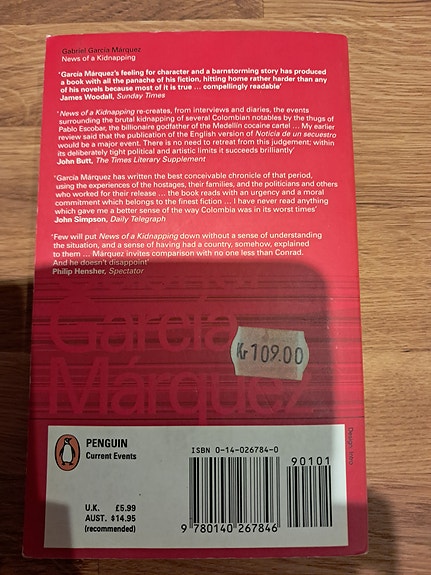 Gabriel García Márquez
News of a Kidnapping
'García Márquez's feeling for character and a barnstorming story has produced
a book with all the panache of his fiction, hitting home rather harder than any
of his novels because most of it is true ... compellingly readable'
James Woodall, Sunday Times
'News of a Kidnapping re-creates, from interviews and diaries, the events
surrounding the brutal kidnapping of several Colombian notables by the thugs of
Pablo Escobar, the billionaire godfather of the Medellín cocaine cartel ... My earlier
review said that the publication of the English version of Noticia de un secuestro
would be a major event. There is no need to retreat from this judgement; within
its deliberately tight political and artistic limits it succeeds brilliantly'
John Butt, The Times Literary Supplement
'García Márquez has written the best conceivable chronicle of that period,
using the experiences of the hostages, their families, and the politicians and others
who worked for their release ... the book reads with an urgency and a moral
commitment which belongs to the finest fiction ... I have never read anything
which gave me a better sense of the way Colombia was in its worst times'
John Simpson, Daily Telegraph
'Few will put News of a Kidnapping down without a sense of understanding
the situation, and a sense of having had a country, somehow, explained
to them ... Márquez invites comparison with no one less than Conrad.
And he doesn't disappoint'
Philip Hensher, Spectator
García
Márquez
Kr 109.00
PENGUIN
Current Events
U.K. £5.99
AUST. $14.95
(recommended)
ISBN 0-14-026784-0
90101
9 780140 267846